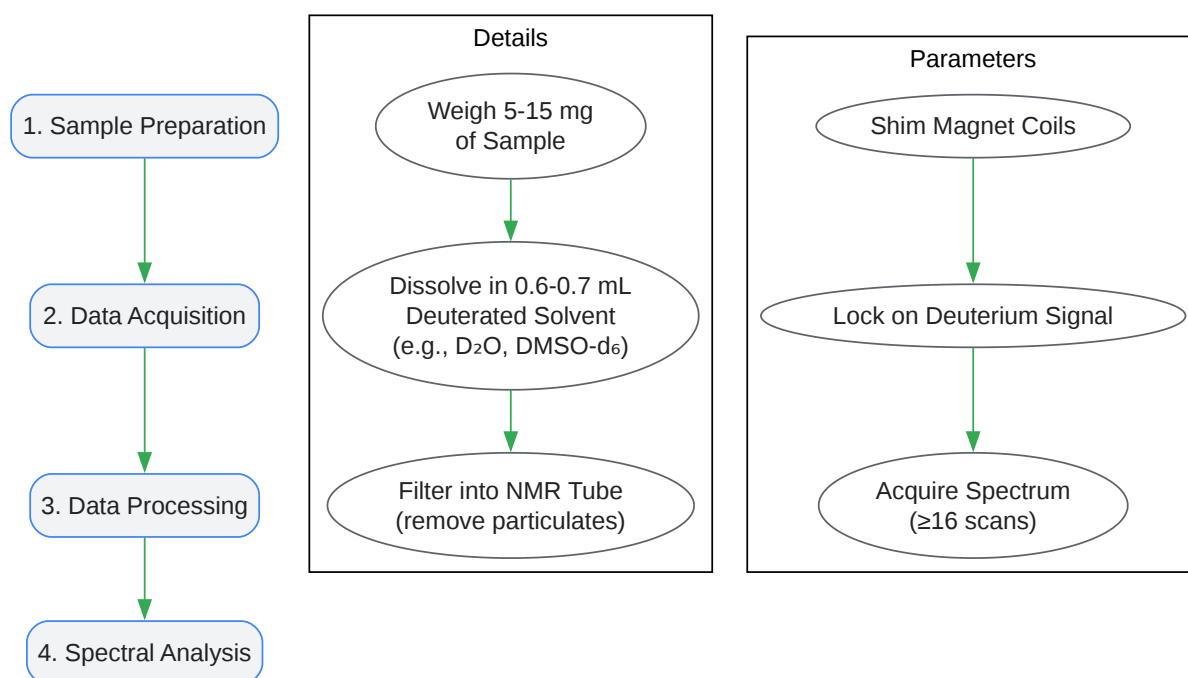 1. Sample Preparation
2. Data Acquisition
3. Data Processing
4. Spectral Analysis
Details
Weigh 5-15 mg
of Sample
Dissolve in 0.6-0.7 mL
Deuterated Solvent
(e.g., D₂O, DMSO-d₆)
Filter into NMR Tube
(remove particulates)
Parameters
Shim Magnet Coils
Lock on Deuterium Signal
Acquire Spectrum
(≥16 scans)